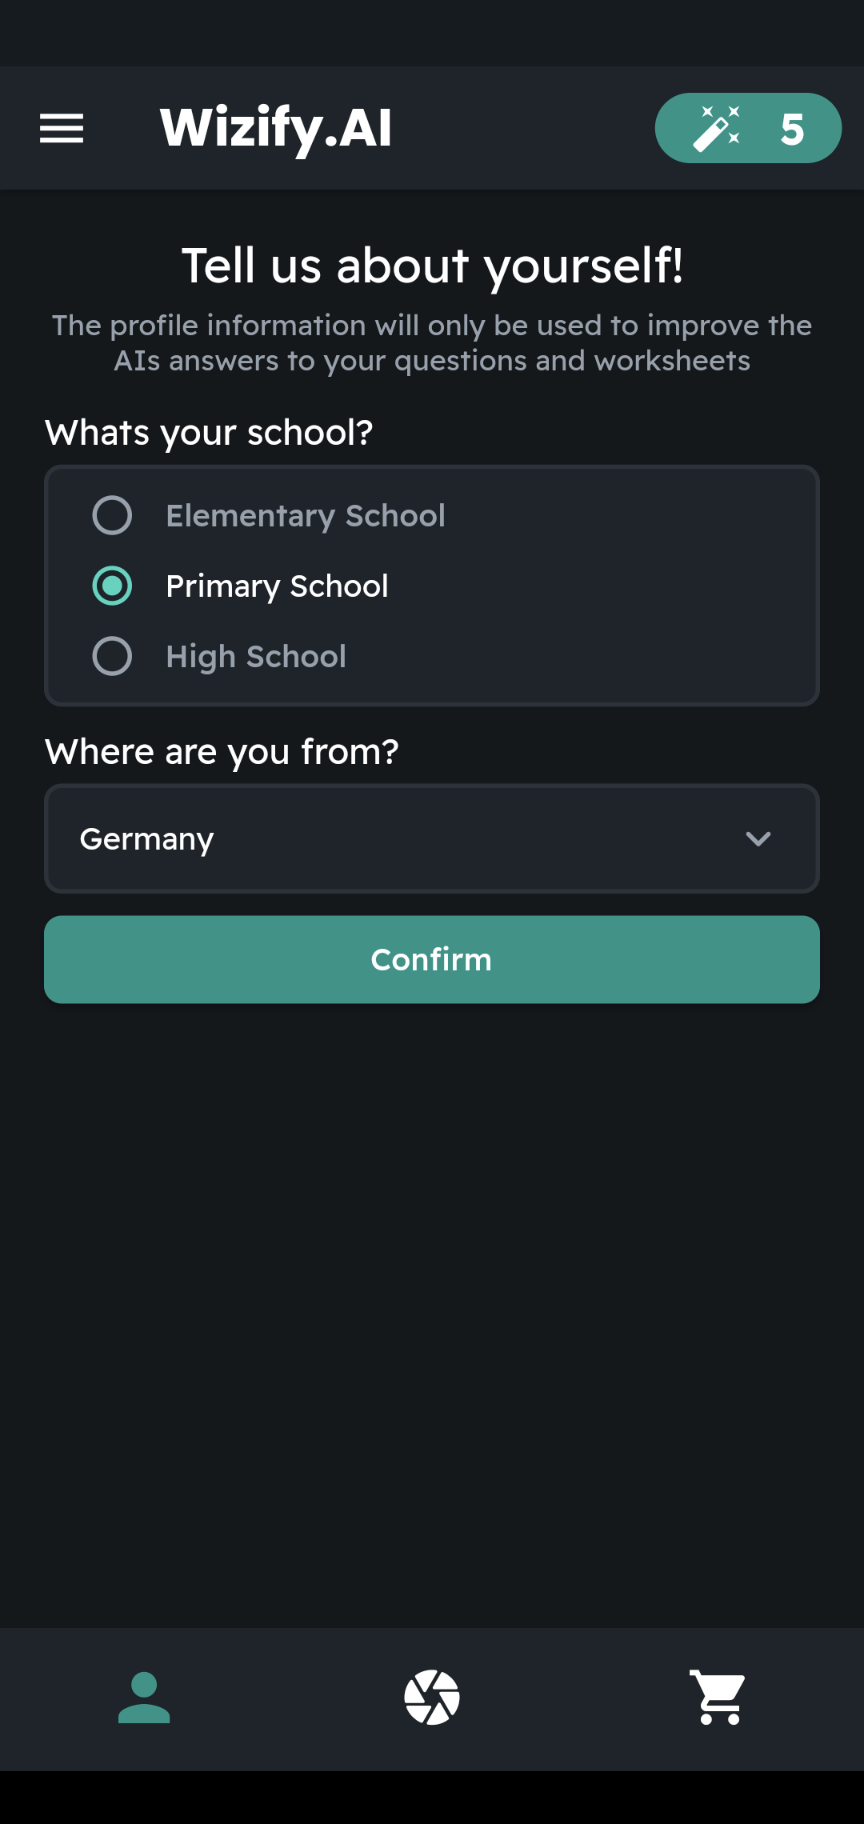 Wizify.AI
5
Tell us about yourself!
The profile information will only be used to improve the
AIs answers to your questions and worksheets
Whats your school?
Elementary School
Primary School
High School
Where are you from?
Germany
Confirm